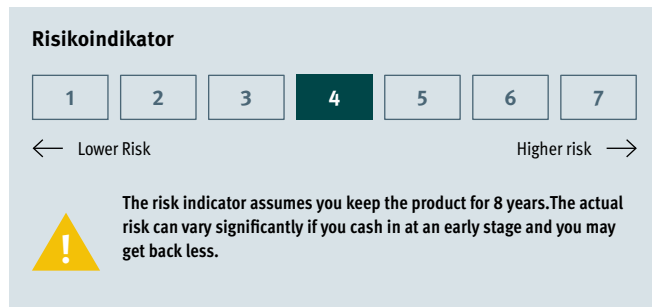 Risikoindikator
1 2 3 4 5 6 7
← Lower Risk Higher risk →
The risk indicator assumes you keep the product for 8 years.The actual
risk can vary significantly if you cash in at an early stage and you may
get back less.
!